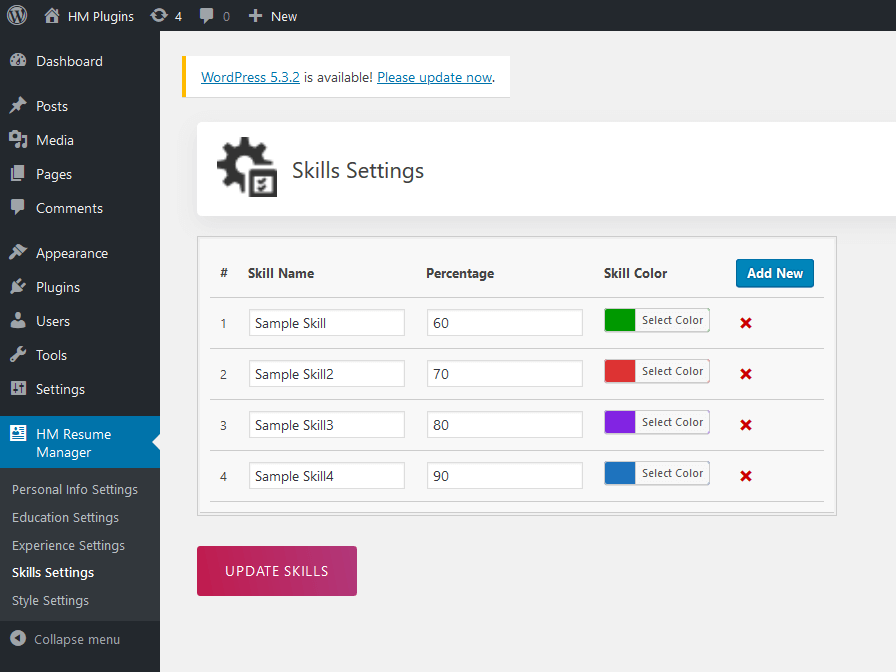 HM Plugins 4 0 New
Dashboard
Posts
Media
Pages
Comments
Appearance
Plugins
Users
Tools
Settings
HM Resume
Manager
Personal Info Settings
Education Settings
Experience Settings
Skills Settings
Style Settings
Collapse menu
WordPress 5.3.2 is available! Please update now.
Skills Settings
# Skill Name Percentage Skill Color Add New
1 Sample Skill 60 Select Color
2 Sample Skill2 70 Select Color
3 Sample Skill3 80 Select Color
4 Sample Skill4 90 Select Color
UPDATE SKILLS